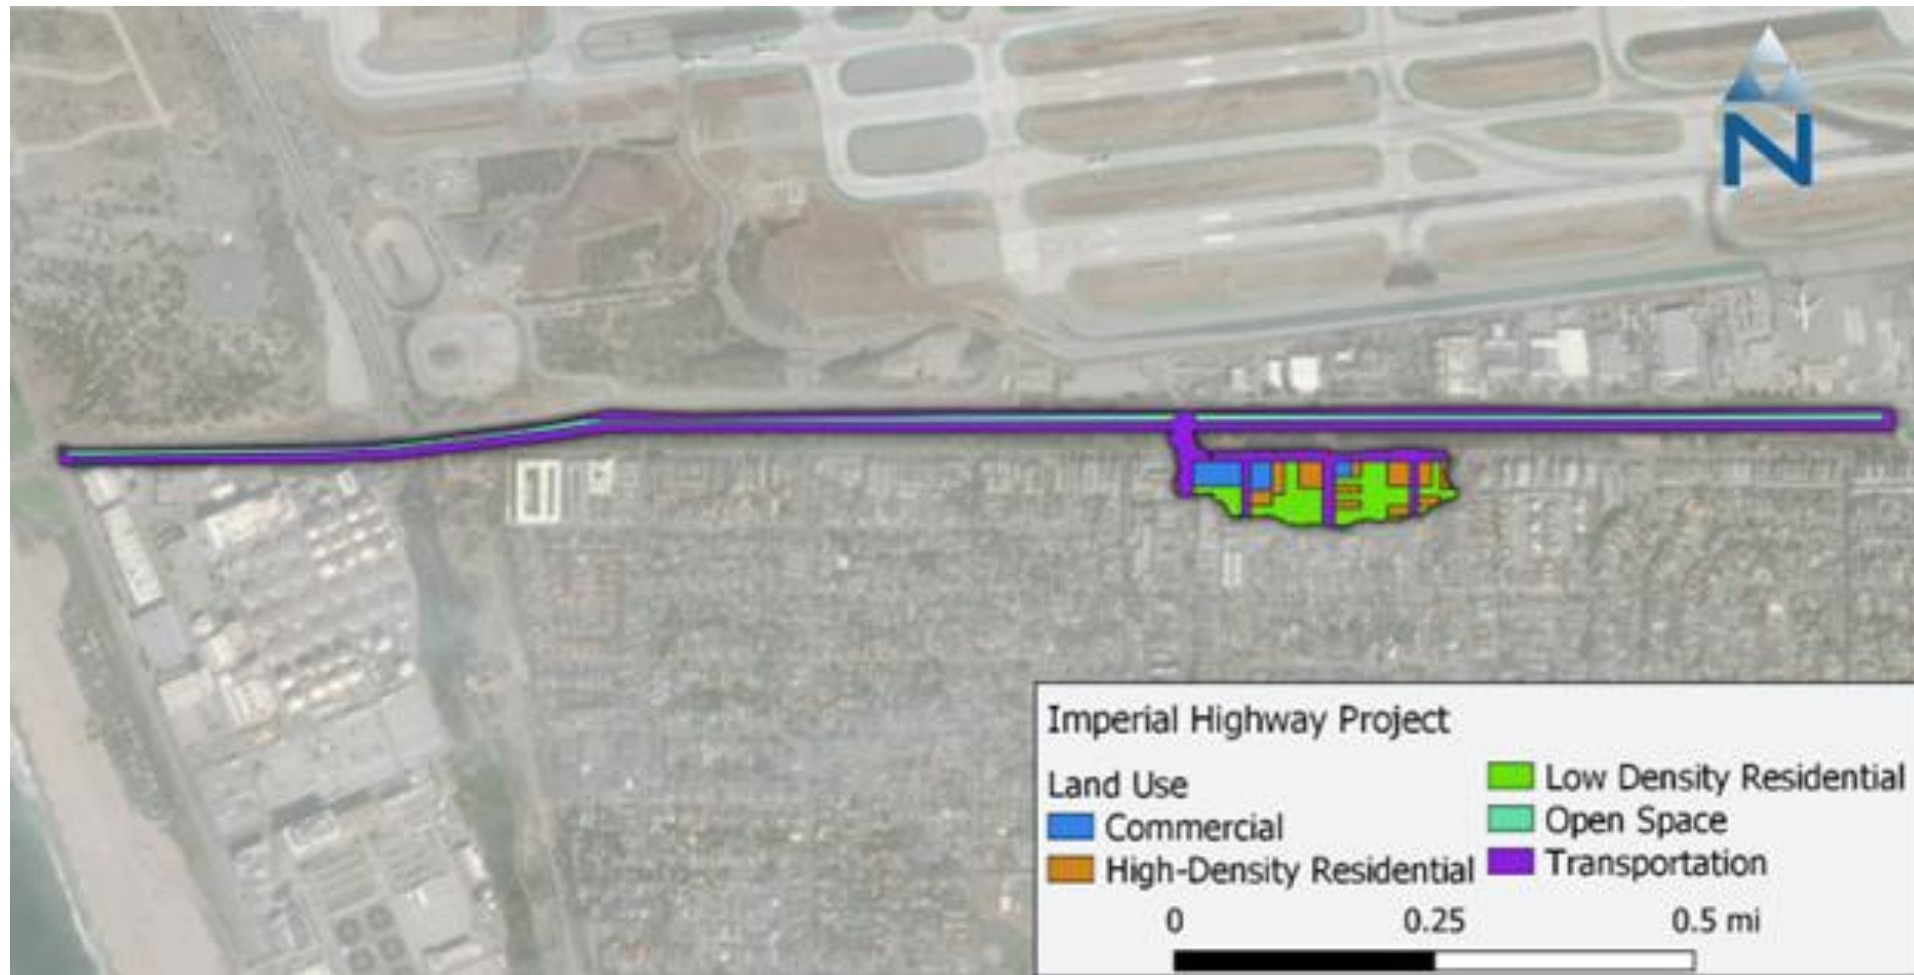 N
Imperial Highway Project
Land Use
Commercial
High-Density Residential
Low Density Residential
Open Space
Transportation
0 0.25 0.5 mi